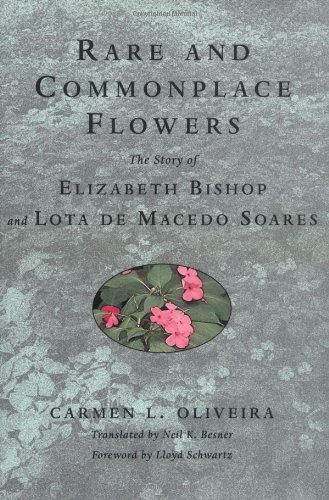 RARE AND
COMMONPLACE
FLOWERS
The Story of
ELIZABETH BISHOP
and LOTA DE MACEDO SOARES
CARMEN L. OLIVEIRA
Translated by Neil K. Besner
Foreword by Lloyd Schwartz